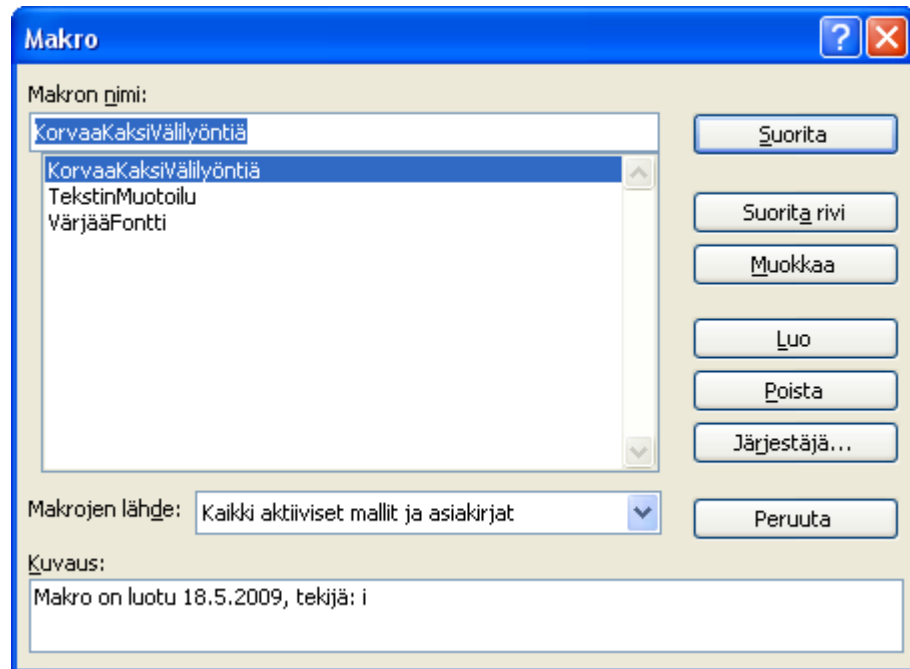 Makro
Makron nimi:
KorvaaKaksiVälilyöntiä
Suorita
KorvaaKaksiVälilyöntiä
TekstinMuotoilu
VärjääFontti
Suorita rivi
Muokkaa
Luo
Poista
Järjestäjä...
Makrojen lähde: Kaikki aktiiviset mallit ja asiakirjat
Peruuta
Kuvaus:
Makro on luotu 18.5.2009, tekijä: i